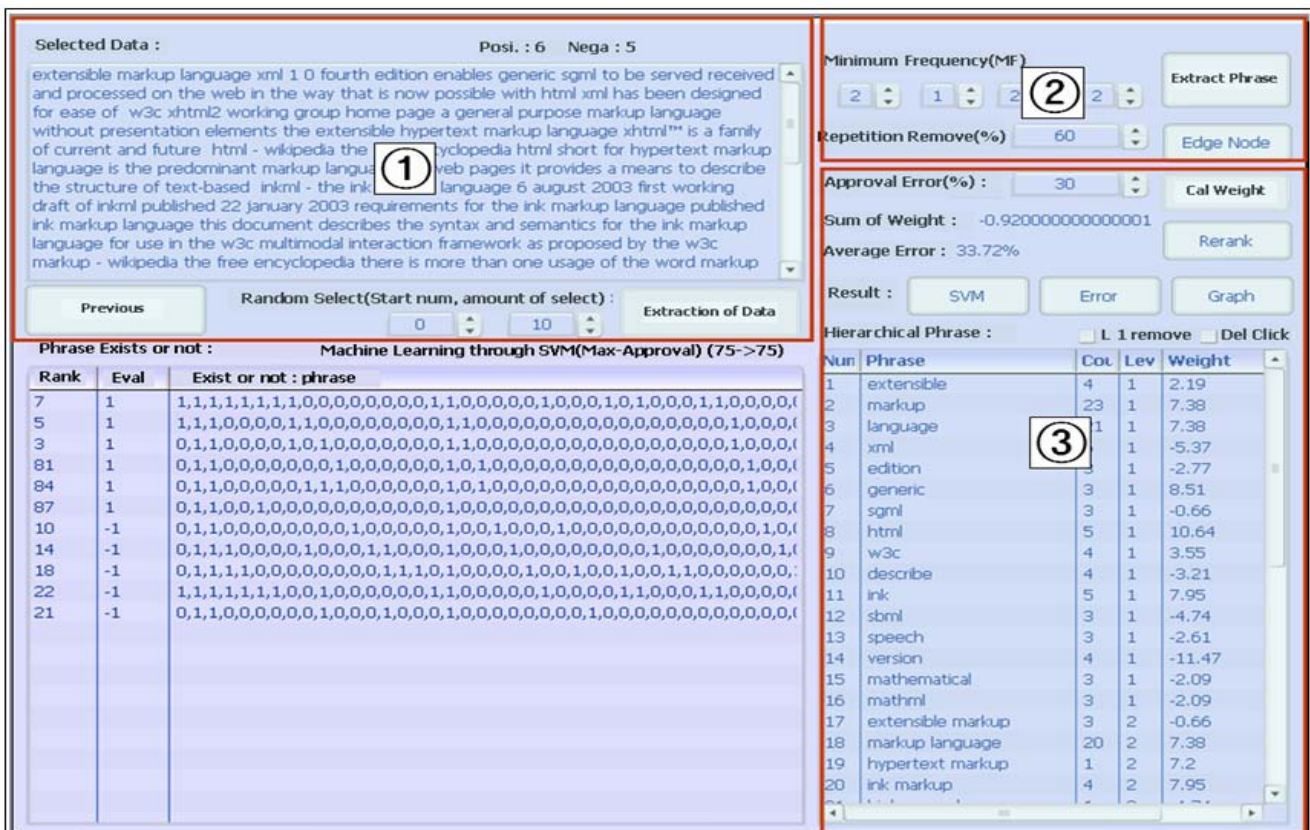 Selected Data : Posi. : 6 Nega : 5
extensible markup language xml 1 0 fourth edition enables generic sgml to be served received
and processed on the web in the way that is now possible with html xml has been designed
for ease of w3c xhtml2 working group home page a general purpose markup language
without presentation elements the extensible hypertext markup language xhtml™ is a family
of current and future html - wikipedia the cyclopedia html short for hypertext markup
language is the predominant markup langua web pages it provides a means to describe
the structure of text-based inkml - the ink language 6 august 2003 first working
draft of inkml published 22 january 2003 requirements for the ink markup language published
ink markup language this document describes the syntax and semantics for the ink markup
language for use in the w3c multimodal interaction framework as proposed by the w3c
markup - wikipedia the free encyclopedia there is more than one usage of the word markup
①
Previous
Random Select(Start num, amount of select) :
0 10
Extraction of Data
Minimum Frequency(MF)
2 1 2 2
②
Extract Phrase
Repetition Remove(%) 60
Edge Node
Approval Error(%) : 30
Cal Weight
Sum of Weight : -0.920000000000001
Average Error : 33.72%
Rerank
Result : SVM Error Graph
Hierarchical Phrase : L 1 remove Del Click
Num Phrase Cou Lev Weight
1 extensible 4 1 2.19
2 markup 23 1 7.38
3 language 1 7.38
③
4 xml 1 -5.37
5 edition 1 -2.77
6 generic 3 1 8.51
7 sgml 3 1 -0.66
8 html 5 1 10.64
9 w3c 4 1 3.55
10 describe 4 1 -3.21
11 ink 5 1 7.95
12 sbml 3 1 -4.74
13 speech 3 1 -2.61
14 version 4 1 -11.47
15 mathematical 3 1 -2.09
16 mathml 3 1 -2.09
17 extensible markup 3 2 -0.66
18 markup language 20 2 7.38
19 hypertext markup 1 2 7.2
20 ink markup 4 2 7.95
Phrase Exists or not : Machine Learning through SVM(Max-Approval) (75->75)
Rank Eval Exist or not : phrase
7 1 1,1,1,1,1,1,1,1,0,0,0,0,0,0,0,0,1,1,0,0,0,0,0,1,0,0,0,1,0,1,0,0,0,1,1,0,0,0,0,
5 1 1,1,1,0,0,0,0,1,1,0,0,0,0,0,0,0,1,1,0,0,0,0,0,0,0,0,0,0,0,0,0,0,0,1,0,0,0,0,
3 1 0,1,1,0,0,0,0,1,0,0,0,0,0,0,0,0,0,1,1,0,0,0,0,0,0,0,0,0,0,0,0,0,0,0,1,0,0,0,
81 1 0,1,1,0,0,0,0,0,0,1,0,0,0,0,0,0,0,1,0,1,0,0,0,0,0,0,0,0,0,0,0,0,0,0,0,1,0,0,
84 1 0,1,1,0,0,0,0,0,1,1,1,0,0,0,0,0,0,1,0,1,0,0,0,0,0,0,0,0,0,0,0,0,0,0,1,0,0,
87 1 0,1,1,0,0,1,0,0,0,0,0,0,0,0,0,0,0,1,0,0,0,0,0,0,0,0,0,0,0,0,0,0,0,0,0,0,
10 -1 0,1,1,0,0,0,0,0,0,0,0,0,0,1,0,0,0,1,0,0,1,0,0,0,1,0,0,0,0,0,0,0,0,0,0,0,1,0,
14 -1 0,1,1,1,0,0,0,0,1,0,0,0,1,1,0,0,0,1,0,0,0,1,0,0,0,0,0,0,0,0,1,0,0,0,0,0,0,0,1,
18 -1 0,1,1,1,1,0,0,0,0,0,0,0,0,1,1,1,0,1,0,0,0,0,1,0,0,1,0,0,1,0,0,1,1,0,0,0,0,0,0,
22 -1 1,1,1,1,1,1,1,0,0,1,0,0,0,0,0,0,1,1,0,0,0,0,0,1,0,0,0,0,1,1,0,0,1,1,0,0,0,0,
21 -1 0,1,1,0,0,0,0,0,0,1,0,0,0,1,0,0,0,1,0,0,0,0,0,0,0,0,1,0,0,0,0,0,0,0,0,0,0,